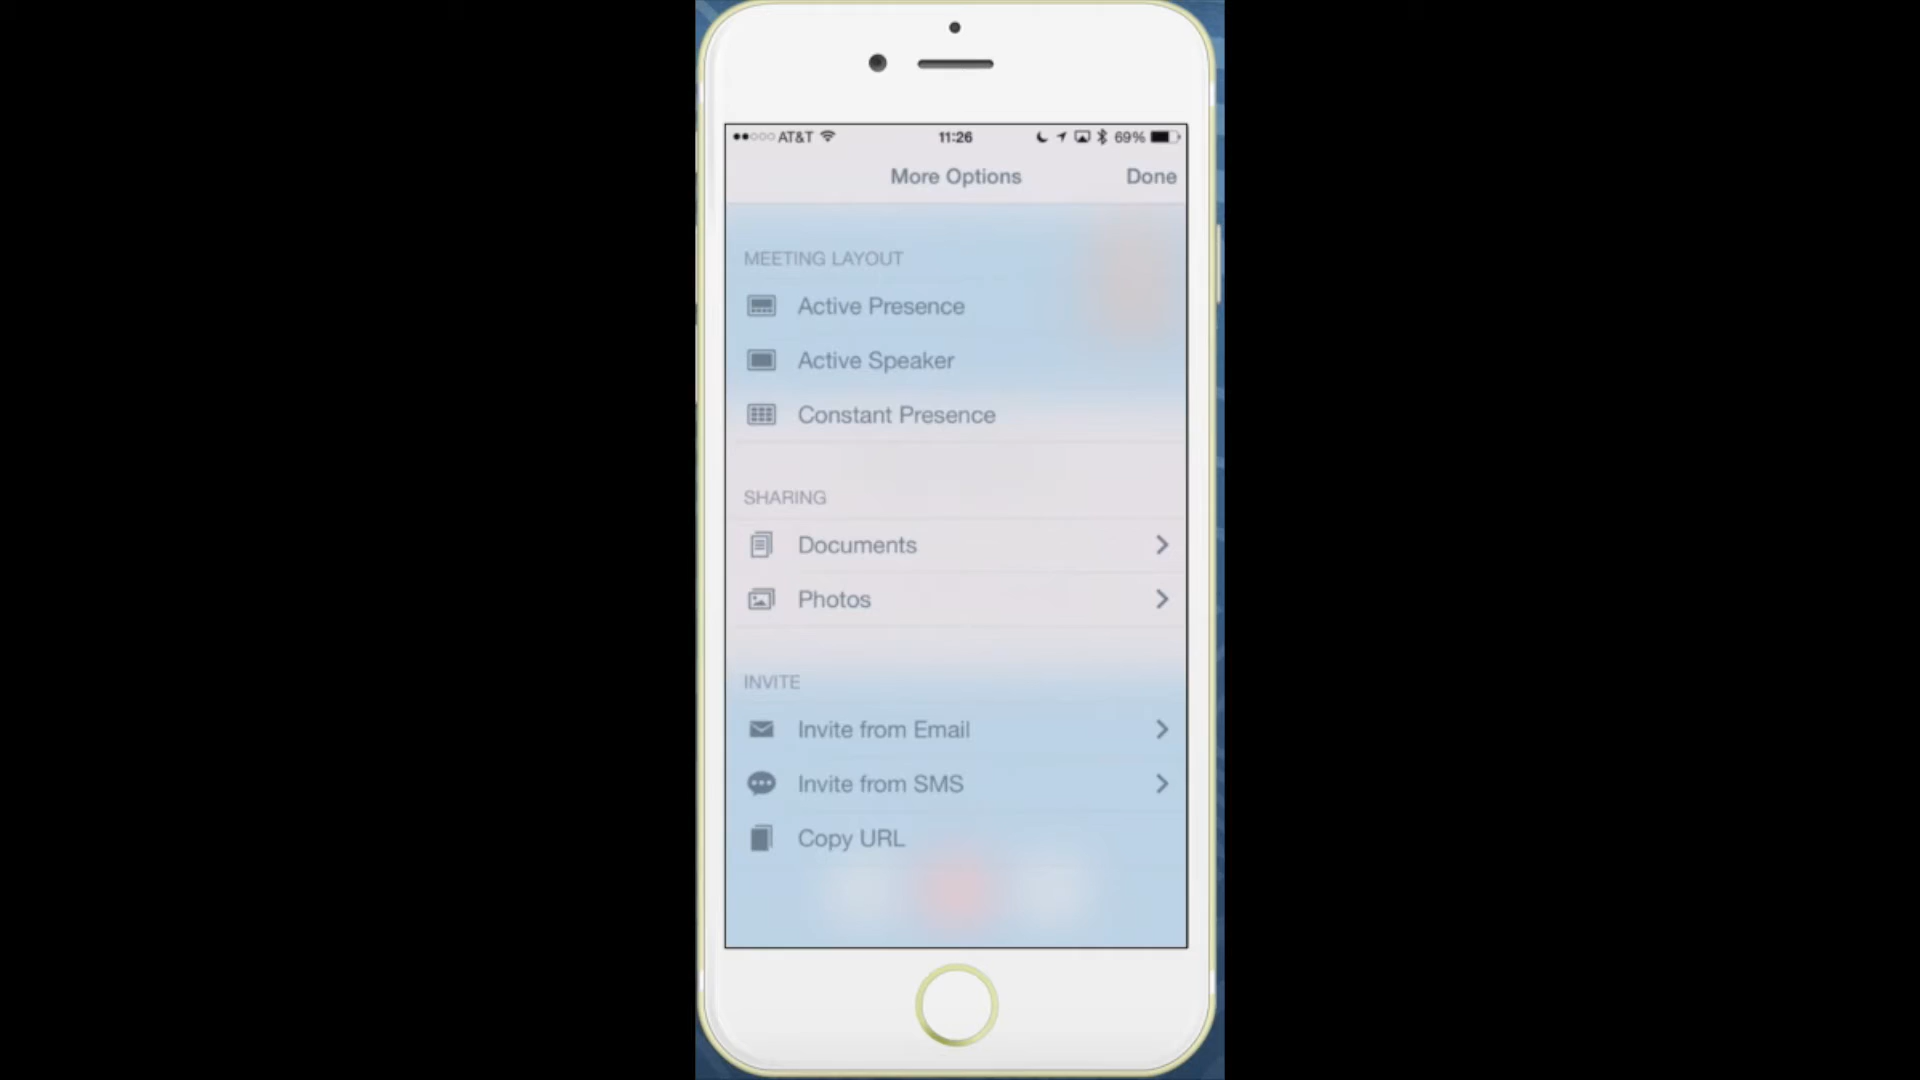 AT&T 11:26 69%
More Options Done
MEETING LAYOUT
Active Presence
Active Speaker
Constant Presence
SHARING
Documents
Photos
INVITE
Invite from Email
Invite from SMS
Copy URL